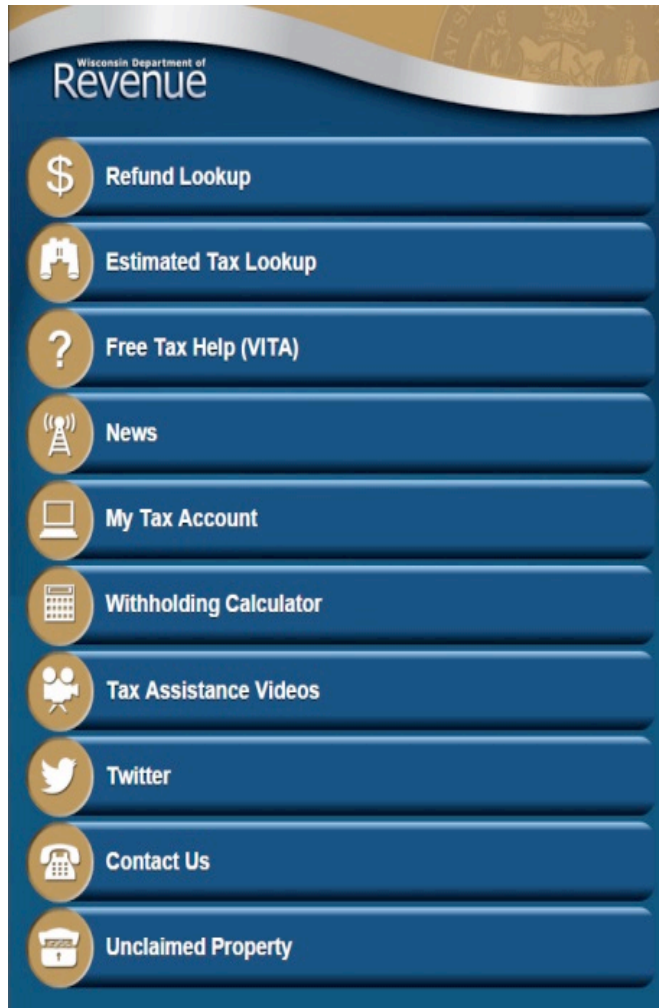 Wisconsin Department of
Revenue
$
Refund Lookup
Estimated Tax Lookup
?
Free Tax Help (VITA)
News
My Tax Account
Withholding Calculator
Tax Assistance Videos
Twitter
Contact Us
Unclaimed Property